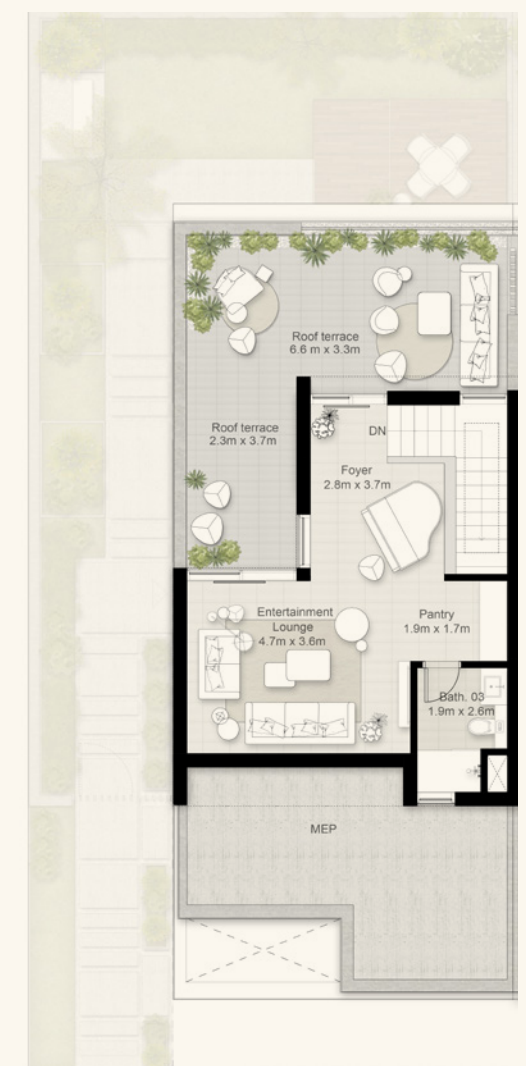 Roof terrace
6.6 m x 3.3m
Roof terrace
2.3m x 3.7m
DN
Foyer
2.8m x 3.7m
Entertainment
Lounge
4.7m x 3.6m
Pantry
1.9m x 1.7m
Bath. 03
1.9m x 2.6m
MEP